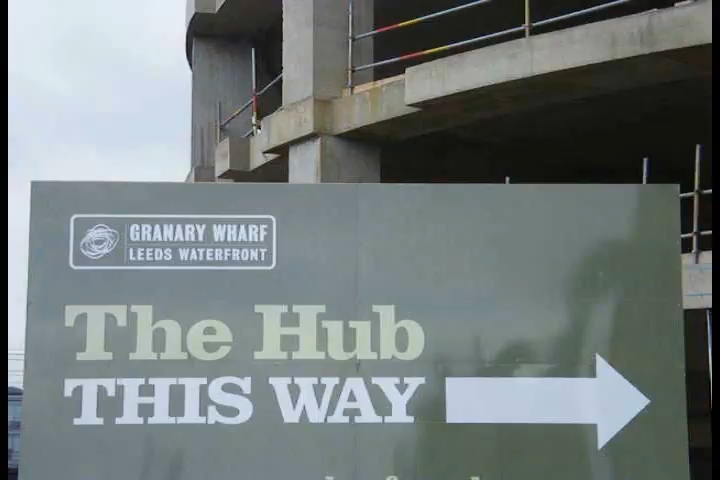 GRANARY WHARF
LEEDS WATERFRONT
The Hub
THIS WAY